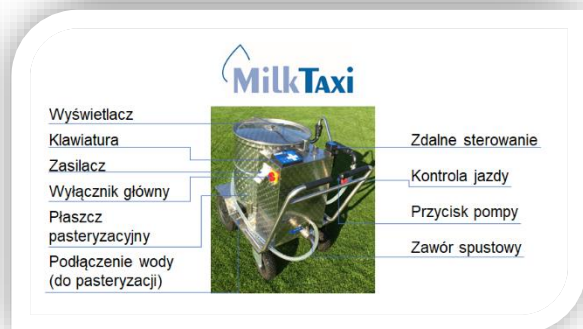 MilkTaxi
Wyświetlacz
Klawiatura
Zasilacz
Wyłącznik główny
Płaszcz
pasteryzacyjny
Podłączenie wody
(do pasteryzacji)
Zdalne sterowanie
Kontrola jazdy
Przycisk pompy
Zawór spustowy